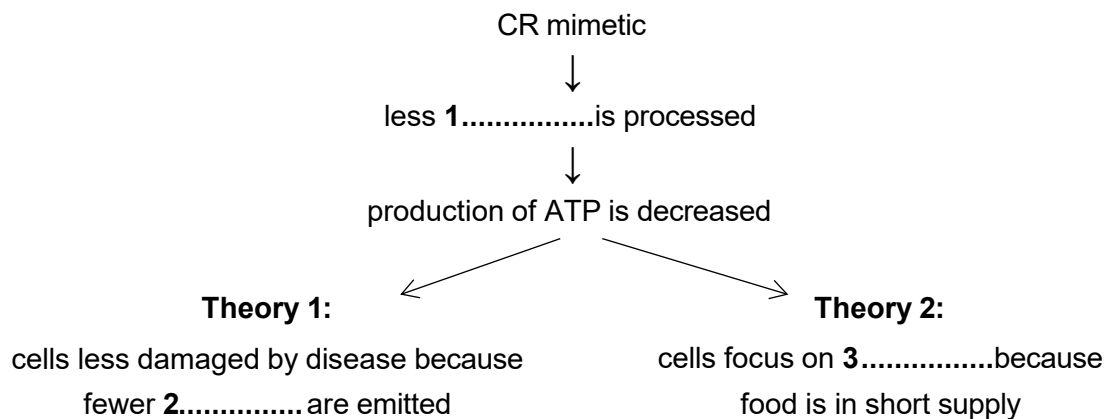 CR mimetic
↓
less 1................is processed
↓
production of ATP is decreased
Theory 1:
cells less damaged by disease because
fewer 2............... are emitted
Theory 2:
cells focus on 3................because
food is in short supply